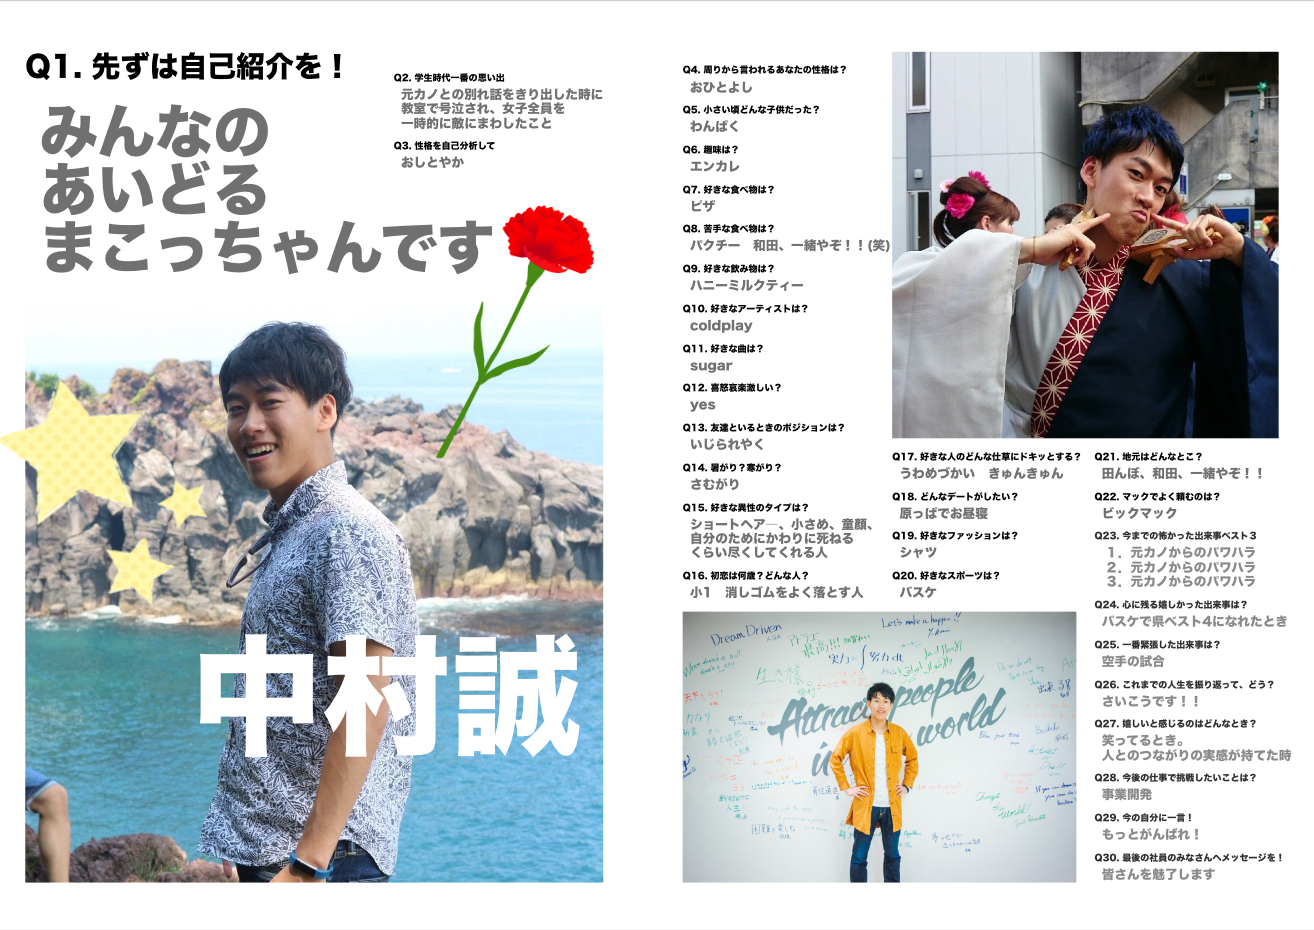 Q1. 先ずは自己紹介を！
みんなの
あいどる
まこっちゃんです
Q2. 学生時代一番の思い出
元カノとの別れ話をきり出した時に
教室で号泣され、女子全員を
一時的に敵にまわしたこと
Q3. 性格を自己分析して
おしとやか
中村誠
Q4. 周りから言われるあなたの性格は？
おひとよし
Q5. 小さい頃どんな子供だった？
わんぱく
Q6. 趣味は？
エンカレ
Q7. 好きな食べ物は？
ピザ
Q8. 苦手な食べ物は？
パクチー　和田、一緒やぞ！！(笑)
Q9. 好きな飲み物は？
ハニーミルクティー
Q10. 好きなアーティストは？
coldplay
Q11. 好きな曲は？
sugar
Q12. 喜怒哀楽激しい？
yes
Q13. 友達といるときのポジションは？
いじられやく
Q14. 暑がり？寒がり？
さむがり
Q15. 好きな異性のタイプは？
ショートヘアー、小さめ、童顔、
自分のためにかわりに死ねる
くらい尽くしてくれる人
Q16. 初恋は何歳？どんな人？
小1　消しゴムをよく落とす人
Q17. 好きな人のどんな仕草にドキッとする？
うわめづかい　きゅんきゅん
Q18. どんなデートがしたい？
原っぱでお昼寝
Q19. 好きなファッションは？
シャツ
Q20. 好きなスポーツは？
バスケ
Q21. 地元はどんなとこ？
田んぼ、和田、一緒やぞ！！
Q22. マックでよく頼むのは？
ビックマック
Q23. 今までの怖かった出来事ベスト３
１．元カノからのパワハラ
２．元カノからのパワハラ
３．元カノからのパワハラ
Q24. 心に残る嬉しかった出来事は？
バスケで県ベスト4になれたとき
Q25. 一番緊張した出来事は？
空手の試合
Q26. これまでの人生を振り返って、どう？
さいこうです！！
Q27. 嬉しいと感じるのはどんなとき？
笑ってるとき。
人とのつながりの実感が持てた時
Q28. 今後の仕事で挑戦したいことは？
事業開発
Q29. 今の自分に一言！
もっとがんばれ！
Q30. 最後の社員のみなさんへメッセージを！
皆さんを魅了します
Dream Driven
Let's make it happen!!
最高!!!
生き様。
Attract people
in world